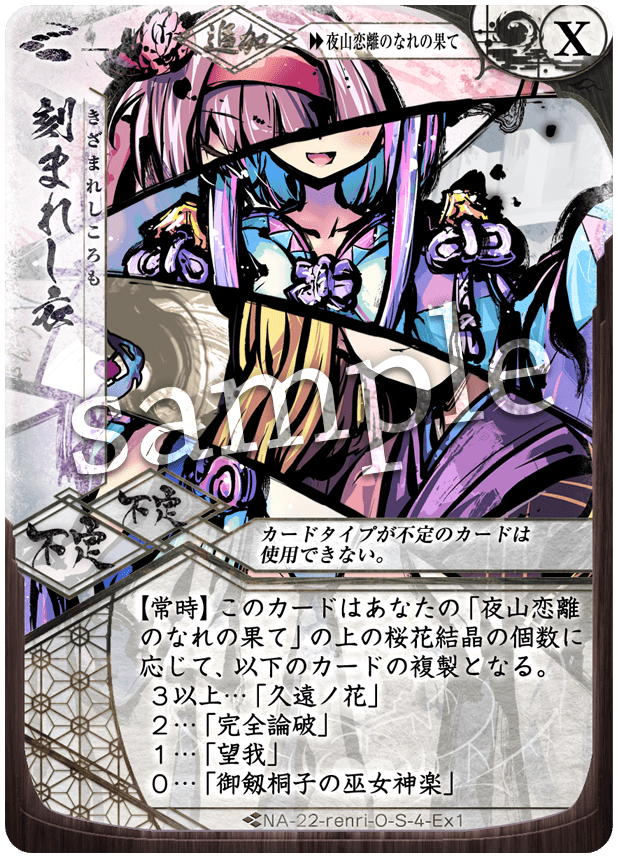 追加
▶▶夜山恋離のなれの果て
X
刻まれし衣
きざまれしころも
sample
不定
不定
カードタイプが不定のカードは
使用できない。
【常時】このカードはあなたの「夜山恋離
のなれの果て」の上の桜花結晶の個数に
応じて、以下のカードの複製となる。
3以上…「久遠ノ花」
2…「完全論破」
1…「望我」
0…「御剱桐子の巫女神楽」
NA-22-renri-O-S-4-Ex1